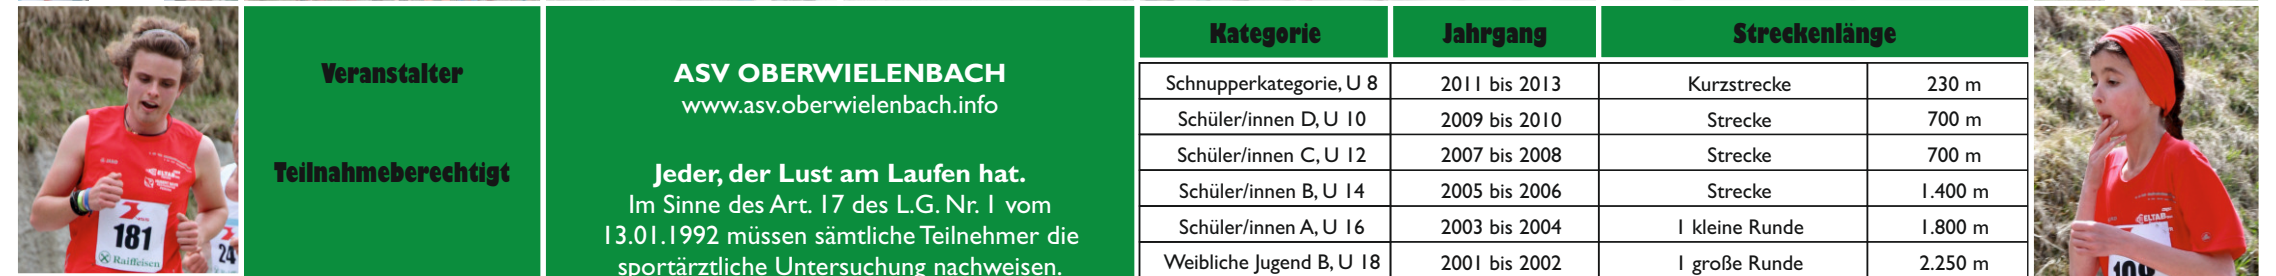 Veranstalter
ASV OBERWIELENBACH
www.asv.oberwielenbach.info
Teilnahmeberechtigt
Jeder, der Lust am Laufen hat.
Im Sinne des Art. 17 des L.G. Nr. 1 vom
13.01.1992 müssen sämtliche Teilnehmer die
sportärztliche Untersuchung nachweisen.
Kategorie Jahrgang Streckenlänge
Schnupperkategorie, U 8 2011 bis 2013 Kurzstrecke 230 m
Schüler/innen D, U 10 2009 bis 2010 Strecke 700 m
Schüler/innen C, U 12 2007 bis 2008 Strecke 700 m
Schüler/innen B, U 14 2005 bis 2006 Strecke 1.400 m
Schüler/innen A, U 16 2003 bis 2004 1 kleine Runde 1.800 m
Weibliche Jugend B, U 18 2001 bis 2002 1 große Runde 2.250 m
181
Raiffeisen
24
ELTAB
109